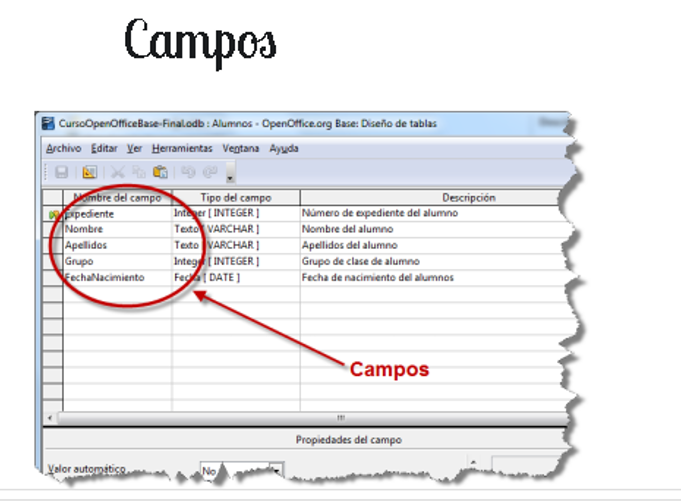 Campos
CursoOpenOfficeBase-Final.odb : Alumnos - OpenOffice.org Base: Diseño de tablas
Archivo Editar Ver Herramientas Ventana Ayuda
Nombre del campo Tipo del campo Descripción
expediente Integer [ INTEGER ] Número de expediente del alumno
Nombre Texto [ VARCHAR ] Nombre del alumno
Apellidos Texto [ VARCHAR ] Apellidos del alumno
Grupo Integer [ INTEGER ] Grupo de clase de alumno
FechaNacimiento Fecha [ DATE ] Fecha de nacimiento del alumnos
Campos
Propiedades del campo
Valor automático No